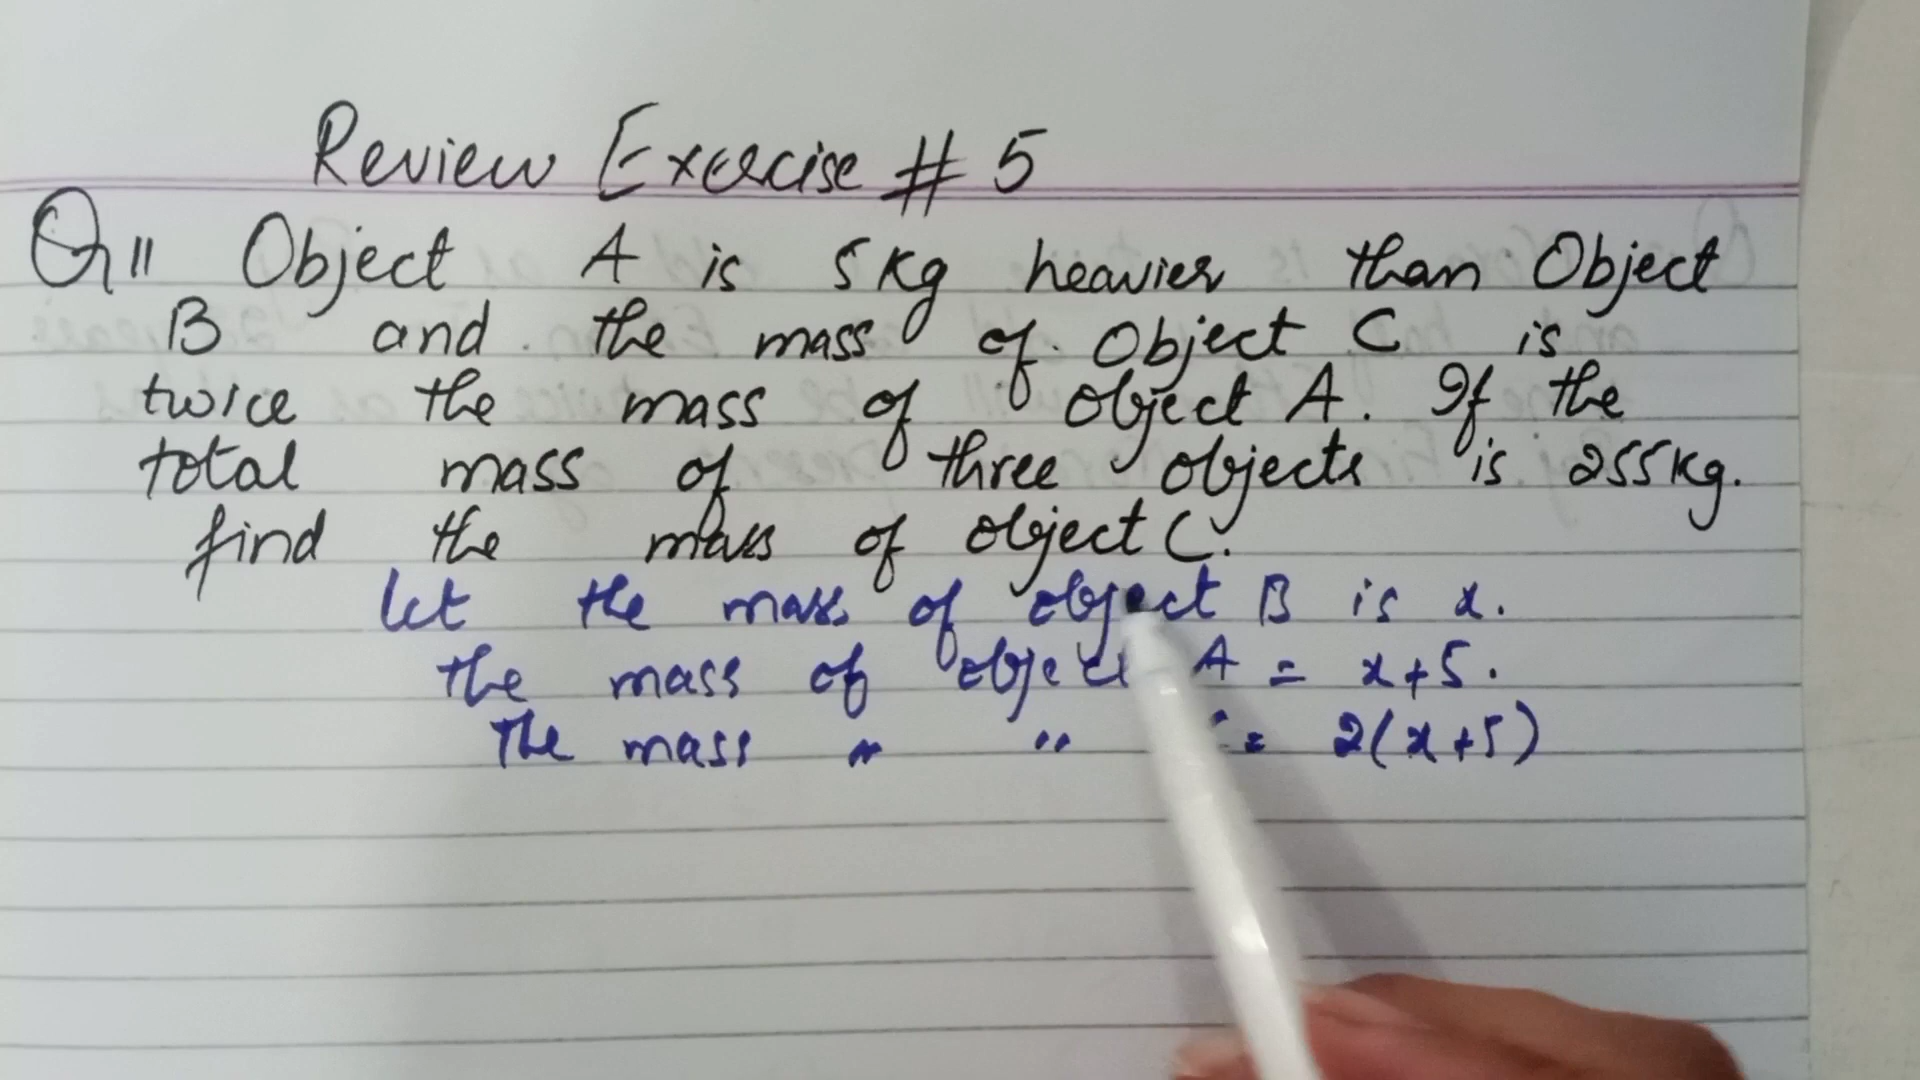 Review Exercise # 5
Q11 Object A is 5kg heavier than Object
B and the mass of Object C is
twice the mass of object A. If the
total mass of three objects is 255kg.
find the mass of object C.
let the mass of object B is x.
the mass of object A = x+5.
The mass " " = 2(x+5)